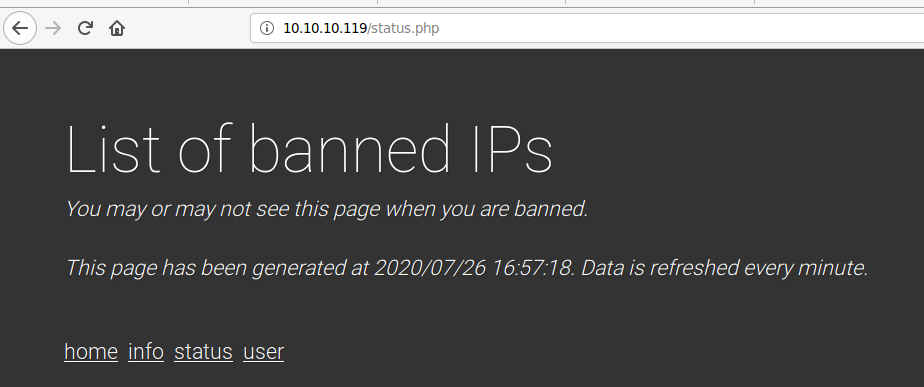 10.10.10.119/status.php
List of banned IPs
You may or may not see this page when you are banned.
This page has been generated at 2020/07/26 16:57:18. Data is refreshed every minute.
home info status user